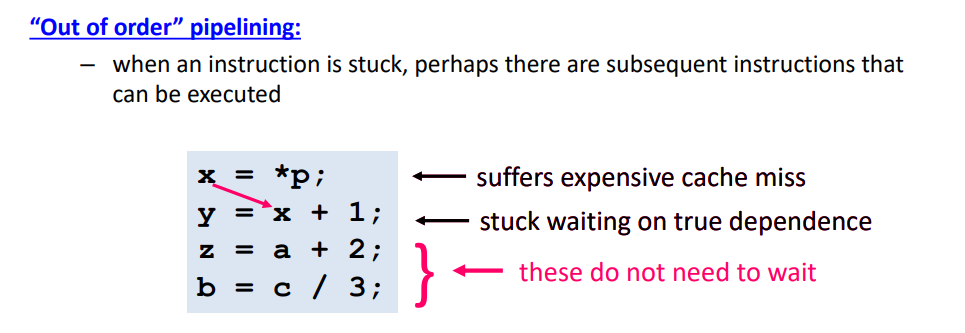 “Out of order” pipelining:
– when an instruction is stuck, perhaps there are subsequent instructions that
can be executed
x = *p;
suffers expensive cache miss
y = x + 1;
stuck waiting on true dependence
z = a + 2;
b = c / 3;
} these do not need to wait